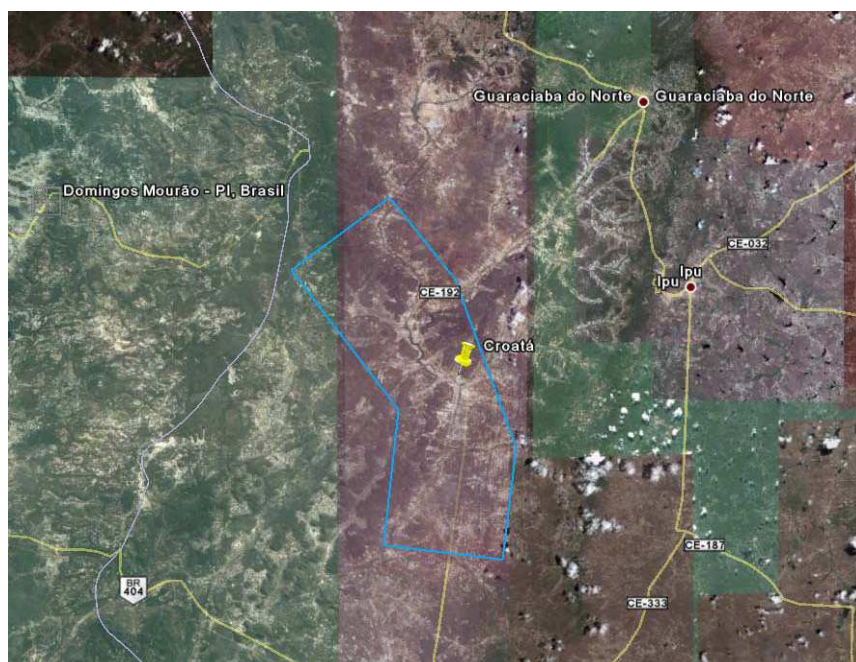 Guaraciaba do Norte Guaraciaba do Norte
Domingos Mourão - PI, Brasil
CE-032
Ipu
Ipu
CE-192
Croatá
CE-187
BR
404
CE-333